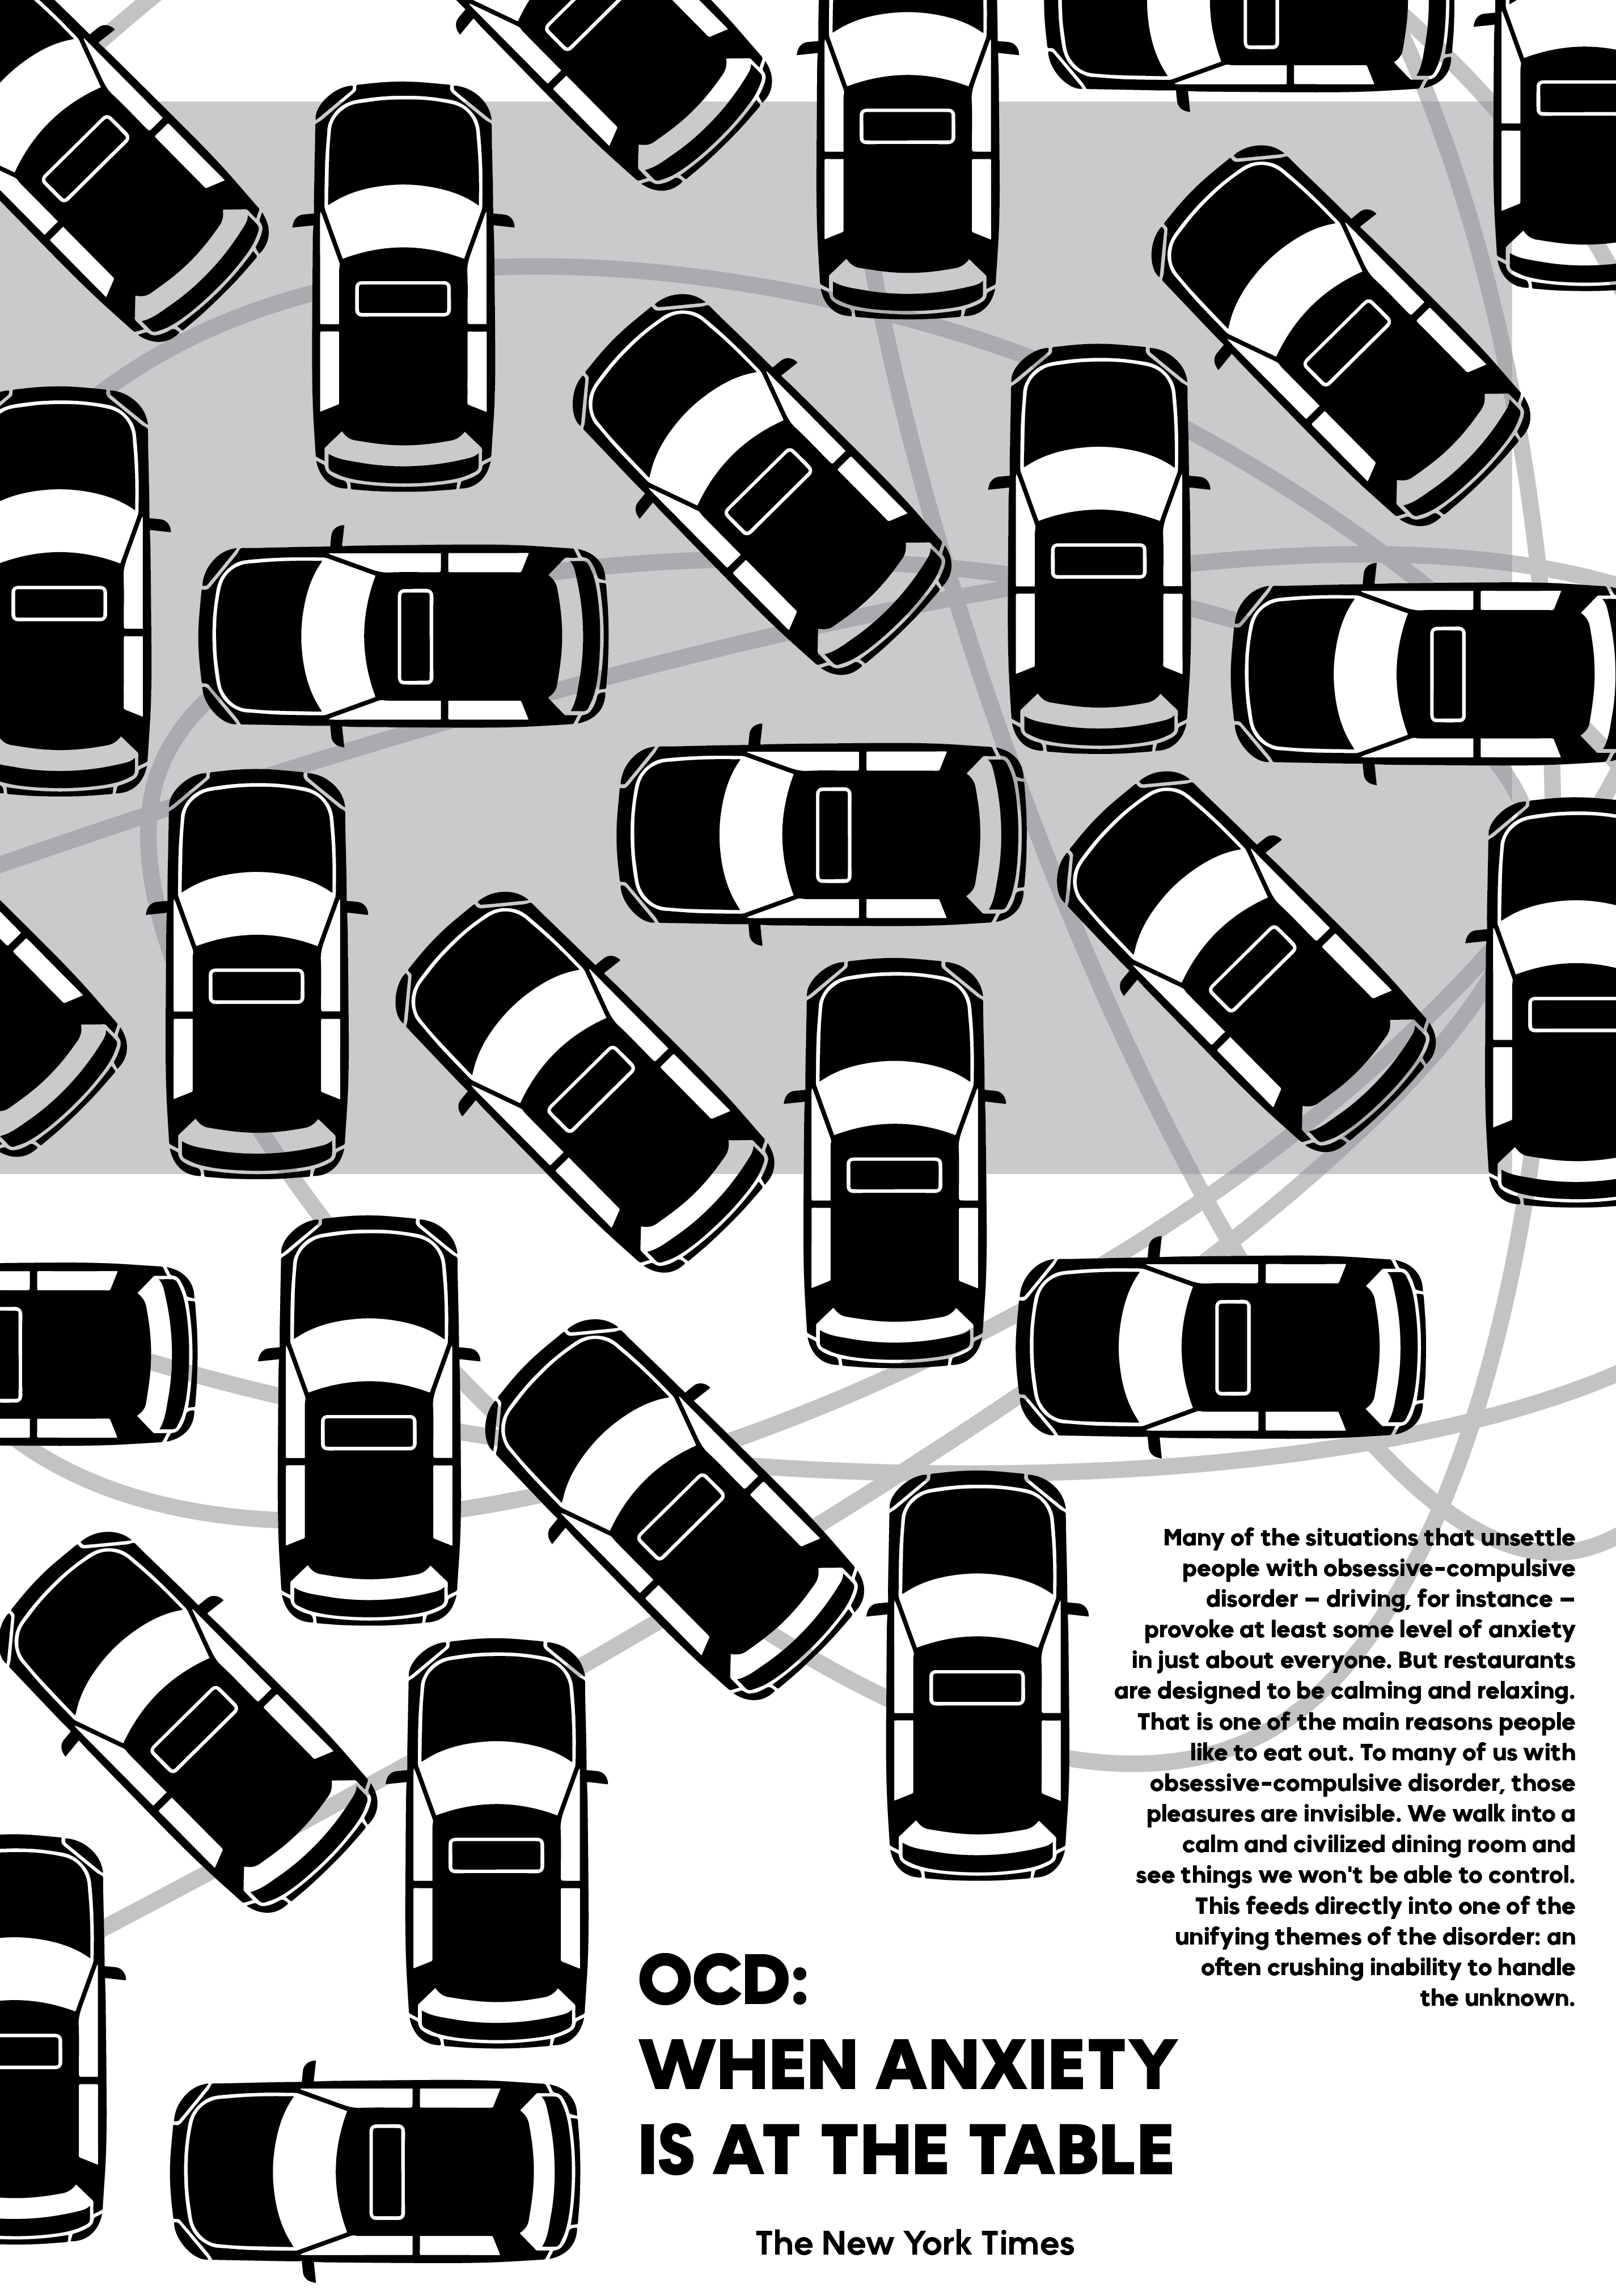 Many of the situations that unsettle
people with obsessive-compulsive
disorder – driving, for instance –
provoke at least some level of anxiety
in just about everyone. But restaurants
are designed to be calming and relaxing.
That is one of the main reasons people
like to eat out. To many of us with
obsessive-compulsive disorder, those
pleasures are invisible. We walk into a
calm and civilized dining room and
see things we won't be able to control.
This feeds directly into one of the
unifying themes of the disorder: an
often crushing inability to handle
the unknown.
OCD:
WHEN ANXIETY
IS AT THE TABLE
The New York Times